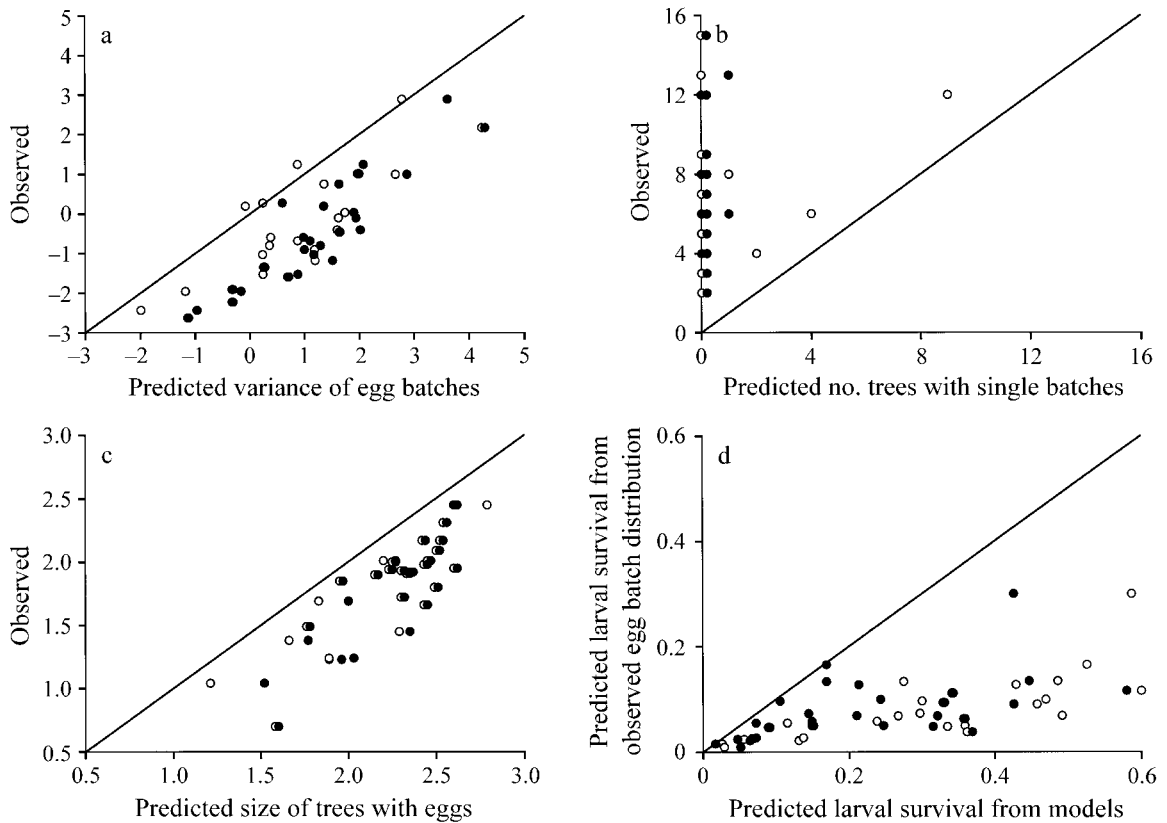 a
5
4
3
2
1
0
–1
–2
–3
Observed
–3 –2 –1 0 1 2 3 4 5
Predicted variance of egg batches
b
16
12
8
4
0
Observed
0 4 8 12 16
Predicted no. trees with single batches
c
3.0
2.5
2.0
1.5
1.0
0.5
Observed
0.5 1.0 1.5 2.0 2.5 3.0
Predicted size of trees with eggs
d
0.6
0.4
0.2
0
Predicted larval survival from
observed egg batch distribution
0 0.2 0.4 0.6
Predicted larval survival from models